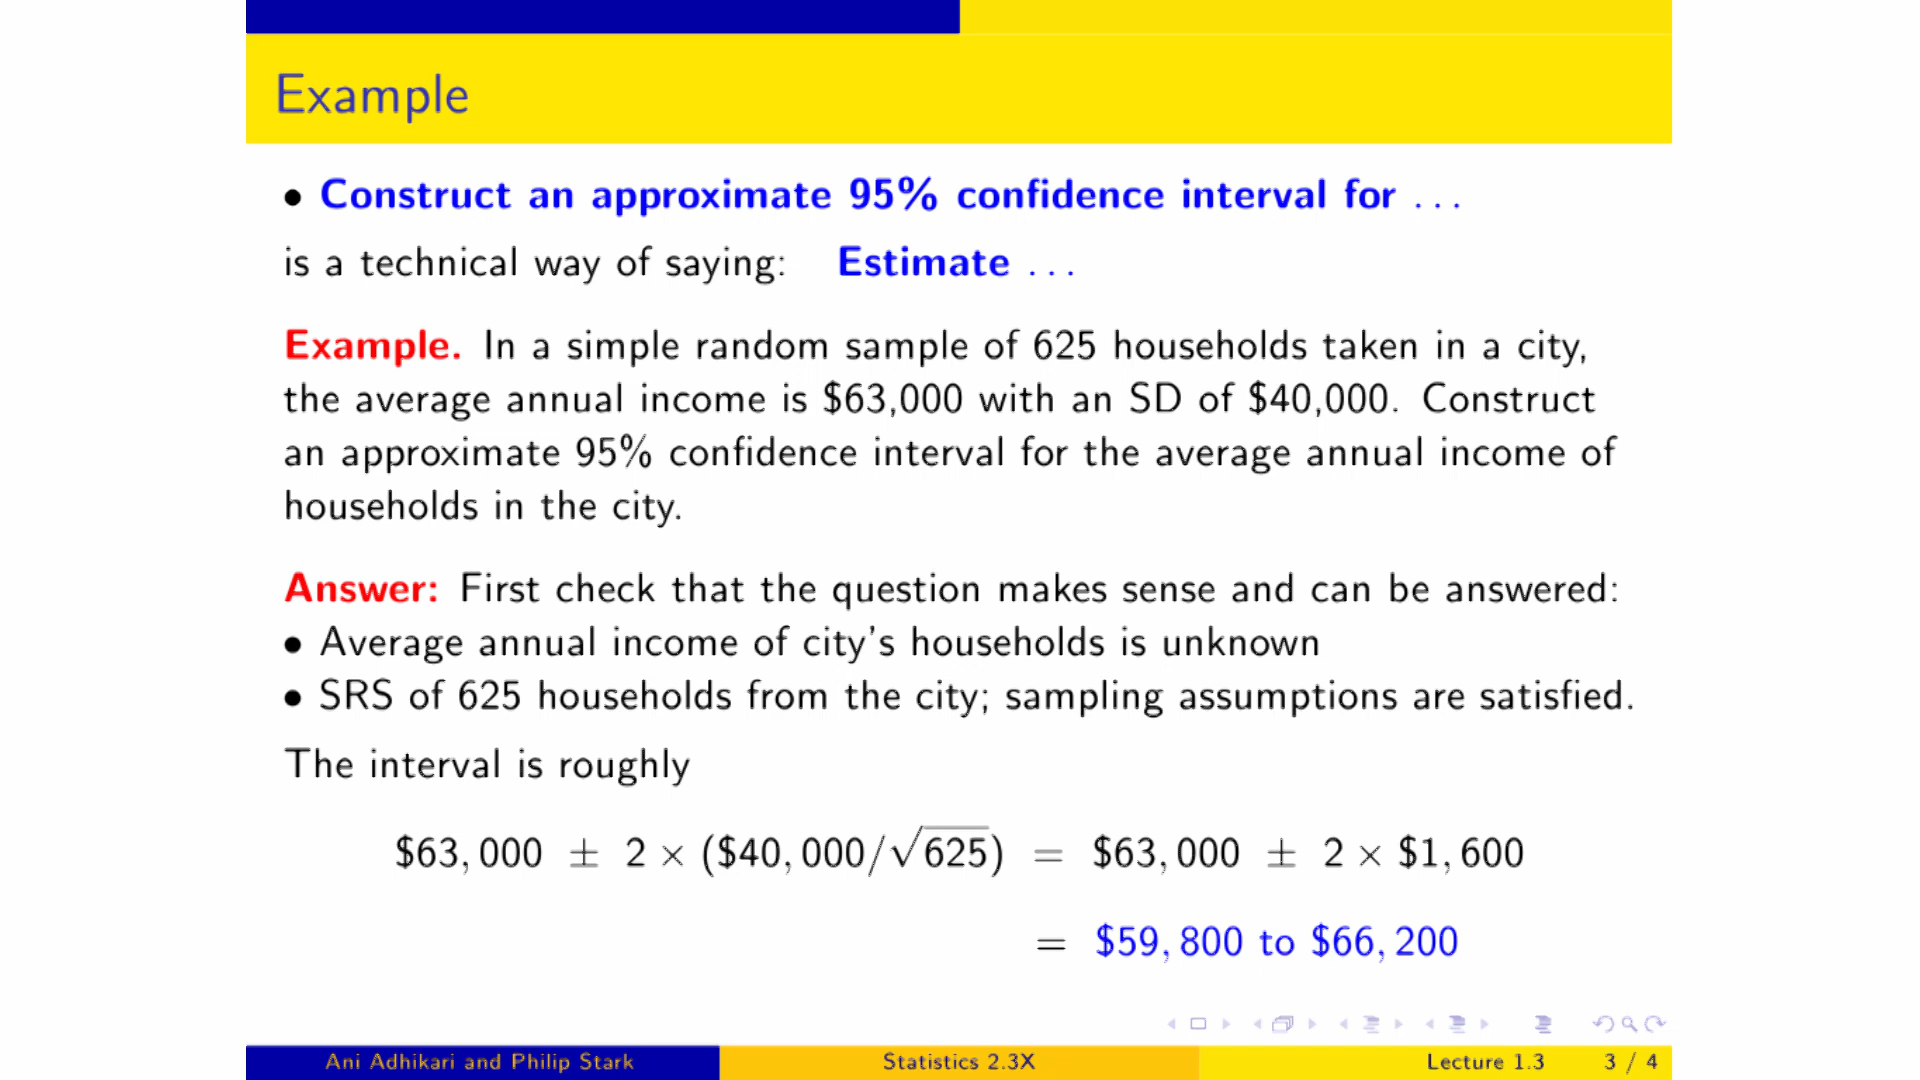 Example
• Construct an approximate 95% confidence interval for . . .
is a technical way of saying: Estimate . . .
Example. In a simple random sample of 625 households taken in a city,
the average annual income is $63,000 with an SD of $40,000. Construct
an approximate 95% confidence interval for the average annual income of
households in the city.
Answer: First check that the question makes sense and can be answered:
• Average annual income of city's households is unknown
• SRS of 625 households from the city; sampling assumptions are satisfied.
The interval is roughly
$63,000 ± 2 × ($40,000/√625) = $63,000 ± 2 × $1,600
= $59,800 to $66,200
Ani Adhikari and Philip Stark Statistics 2.3X Lecture 1.3 3 / 4